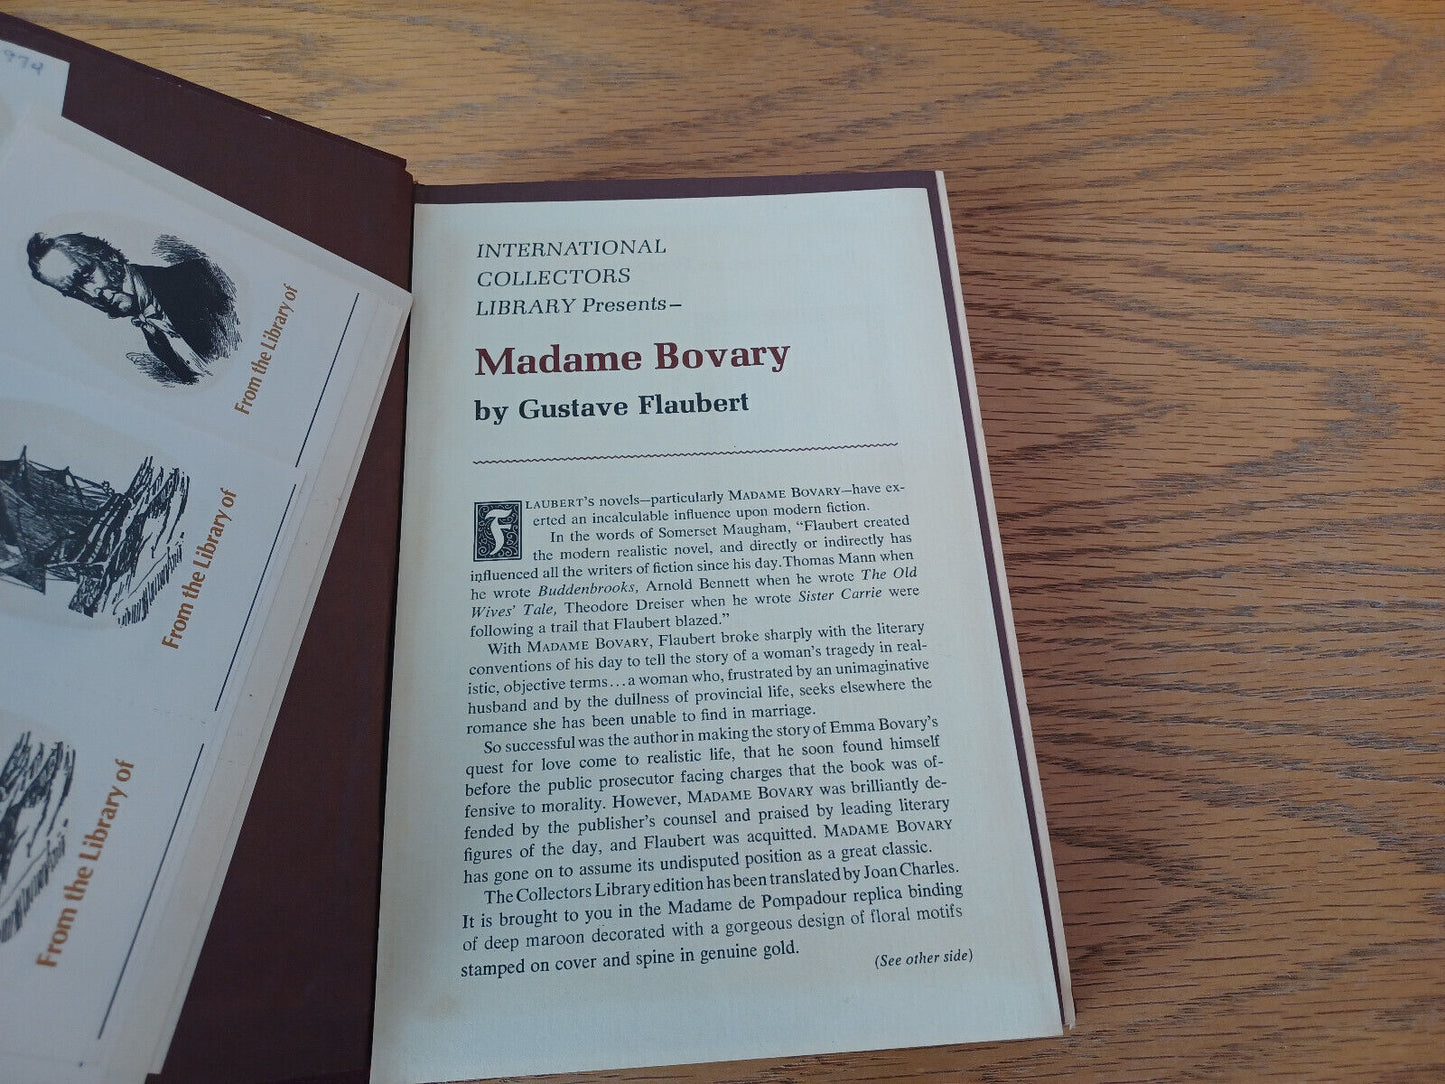 974
From the Library of
From the Library of
From the Library of
INTERNATIONAL
COLLECTORS
LIBRARY Presents—
Madame Bovary
by Gustave Flaubert
FLAUBERT'S novels—particularly MADAME BOVARY—have ex-
erted an incalculable influence upon modern fiction.
In the words of Somerset Maugham, "Flaubert created
the modern realistic novel, and directly or indirectly has
influenced all the writers of fiction since his day. Thomas Mann when
he wrote Buddenbrooks, Arnold Bennett when he wrote The Old
Wives' Tale, Theodore Dreiser when he wrote Sister Carrie were
following a trail that Flaubert blazed."
With MADAME BOVARY, Flaubert broke sharply with the literary
conventions of his day to tell the story of a woman's tragedy in real-
istic, objective terms...a woman who, frustrated by an unimaginative
husband and by the dullness of provincial life, seeks elsewhere the
romance she has been unable to find in marriage.
So successful was the author in making the story of Emma Bovary's
quest for love come to realistic life, that he soon found himself
before the public prosecutor facing charges that the book was of-
fensive to morality. However, MADAME BOVARY was brilliantly de-
fended by the publisher's counsel and praised by leading literary
figures of the day, and Flaubert was acquitted. MADAME BOVARY
has gone on to assume its undisputed position as a great classic.
The Collectors Library edition has been translated by Joan Charles.
It is brought to you in the Madame de Pompadour replica binding
of deep maroon decorated with a gorgeous design of floral motifs
stamped on cover and spine in genuine gold.
(See other side)